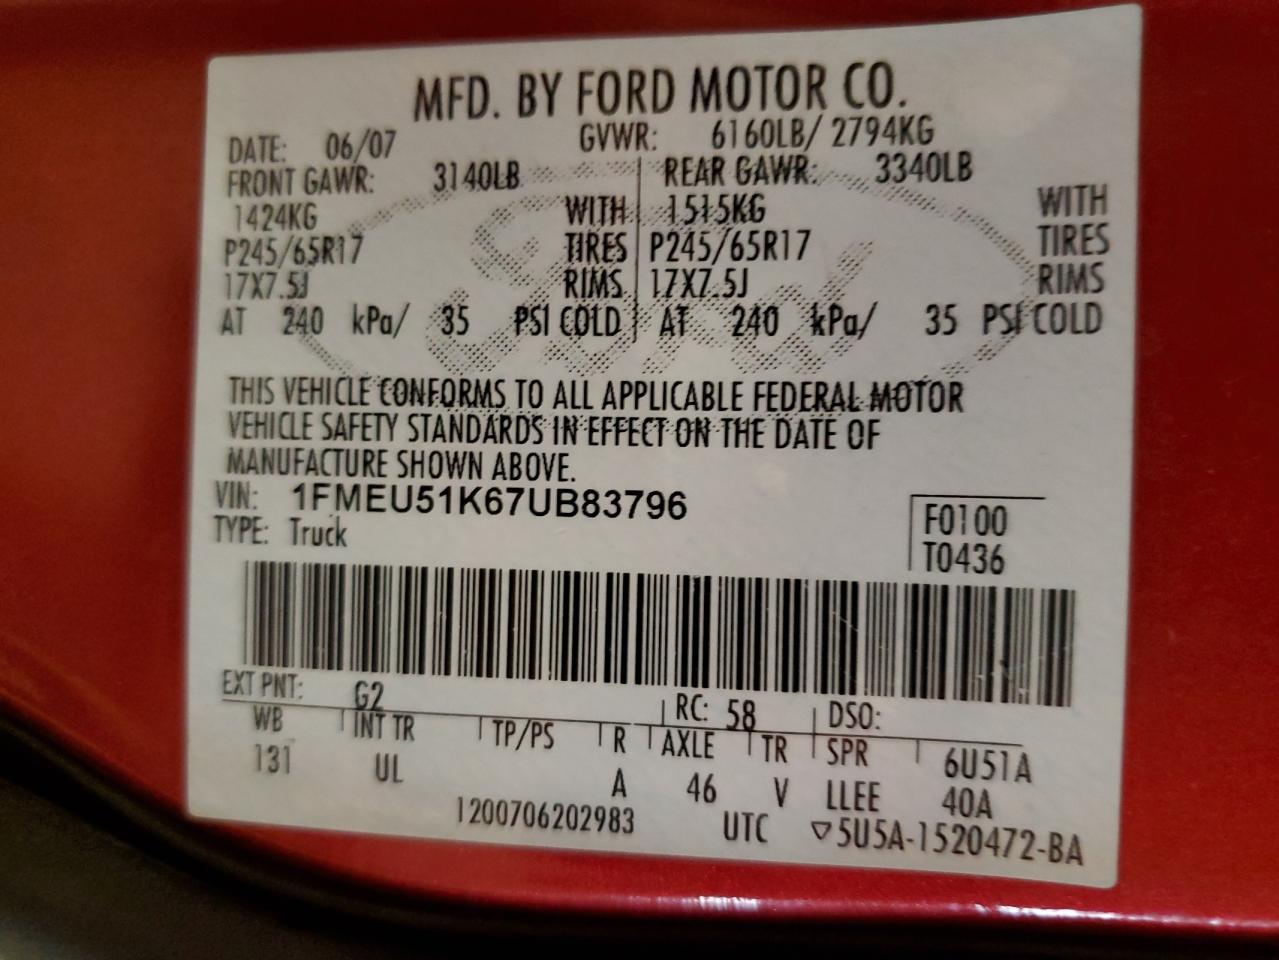 MFD. BY FORD MOTOR CO.
DATE: 06/07 GVWR: 6160LB/ 2794KG
FRONT GAWR: 3140LB REAR GAWR: 3340LB
1424KG WITH 1515KG WITH
P245/65R17 TIRES P245/65R17 TIRES
17X7.5J RIMS 17X7.5J RIMS
AT 240 kPa/ 35 PSI COLD AT 240 kPa/ 35 PSI COLD
Ford
THIS VEHICLE CONFORMS TO ALL APPLICABLE FEDERAL MOTOR
VEHICLE SAFETY STANDARDS IN EFFECT ON THE DATE OF
MANUFACTURE SHOWN ABOVE.
VIN: 1FMEU51K67UB83796 F0100
TYPE: Truck T0436
EXT PNT: G2 RC: 58 DSO:
WB INT TR TP/PS R AXLE TR SPR 6U51A
131 UL A 46 V LLEE 40A
1200706202983 UTC ▽5U5A-1520472-BA